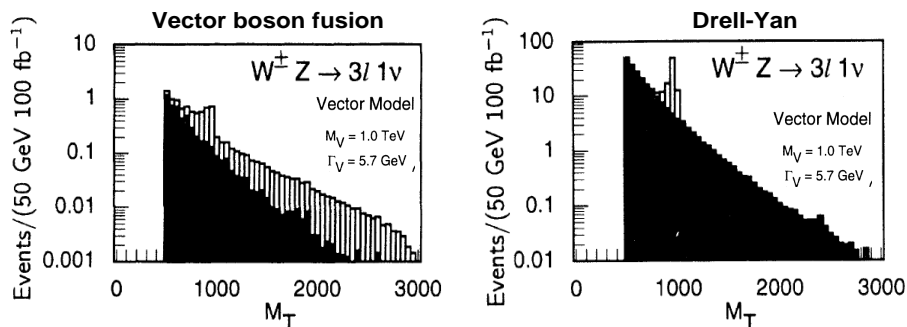 Vector boson fusion
10
1
0.1
0.01
0.001
Events/(50 GeV 100 fb⁻¹)
W± Z → 3l 1ν
Vector Model
M_V = 1.0 TeV
Γ_V = 5.7 GeV ,
0 1000 2000 3000
M_T
Drell-Yan
100
10
1
0.1
0.01
Events/(50 GeV 100 fb⁻¹)
W± Z → 3l 1ν
Vector Model
M_V = 1.0 TeV
Γ_V = 5.7 GeV ,
0 1000 2000 3000
M_T